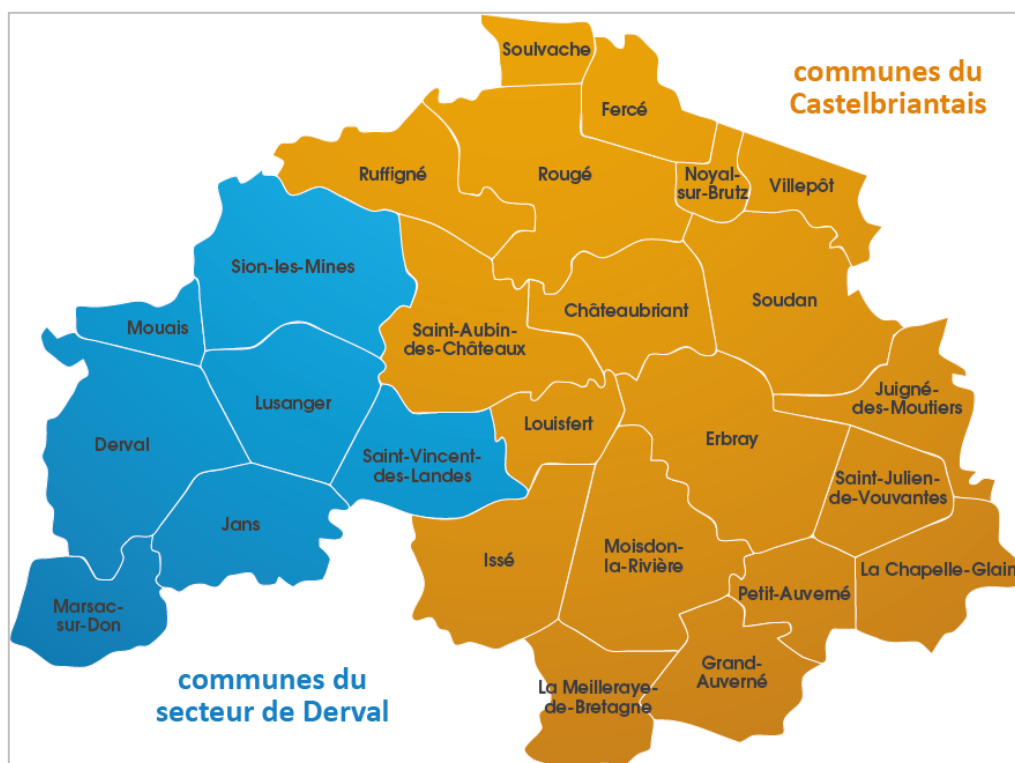 Soulvache
communes du
Castelbriantais
Fercé
Ruffigné
Rougé
Noyal-
sur-Brutz
Villepôt
Sion-les-Mines
Châteaubriant
Soudan
Mouais
Saint-Aubin-
des-Châteaux
Juigné-
des-Moutiers
Lusanger
Louisfert
Erbray
Derval
Saint-Vincent-
des-Landes
Saint-Julien-
de-Vouvantes
Jans
Issé
Moisdon-
la-Rivière
La Chapelle-Glain
Petit-Auverné
Marsac-
sur-Don
Grand-
Auverné
communes du
secteur de Derval
La Meilleraye-
de-Bretagne